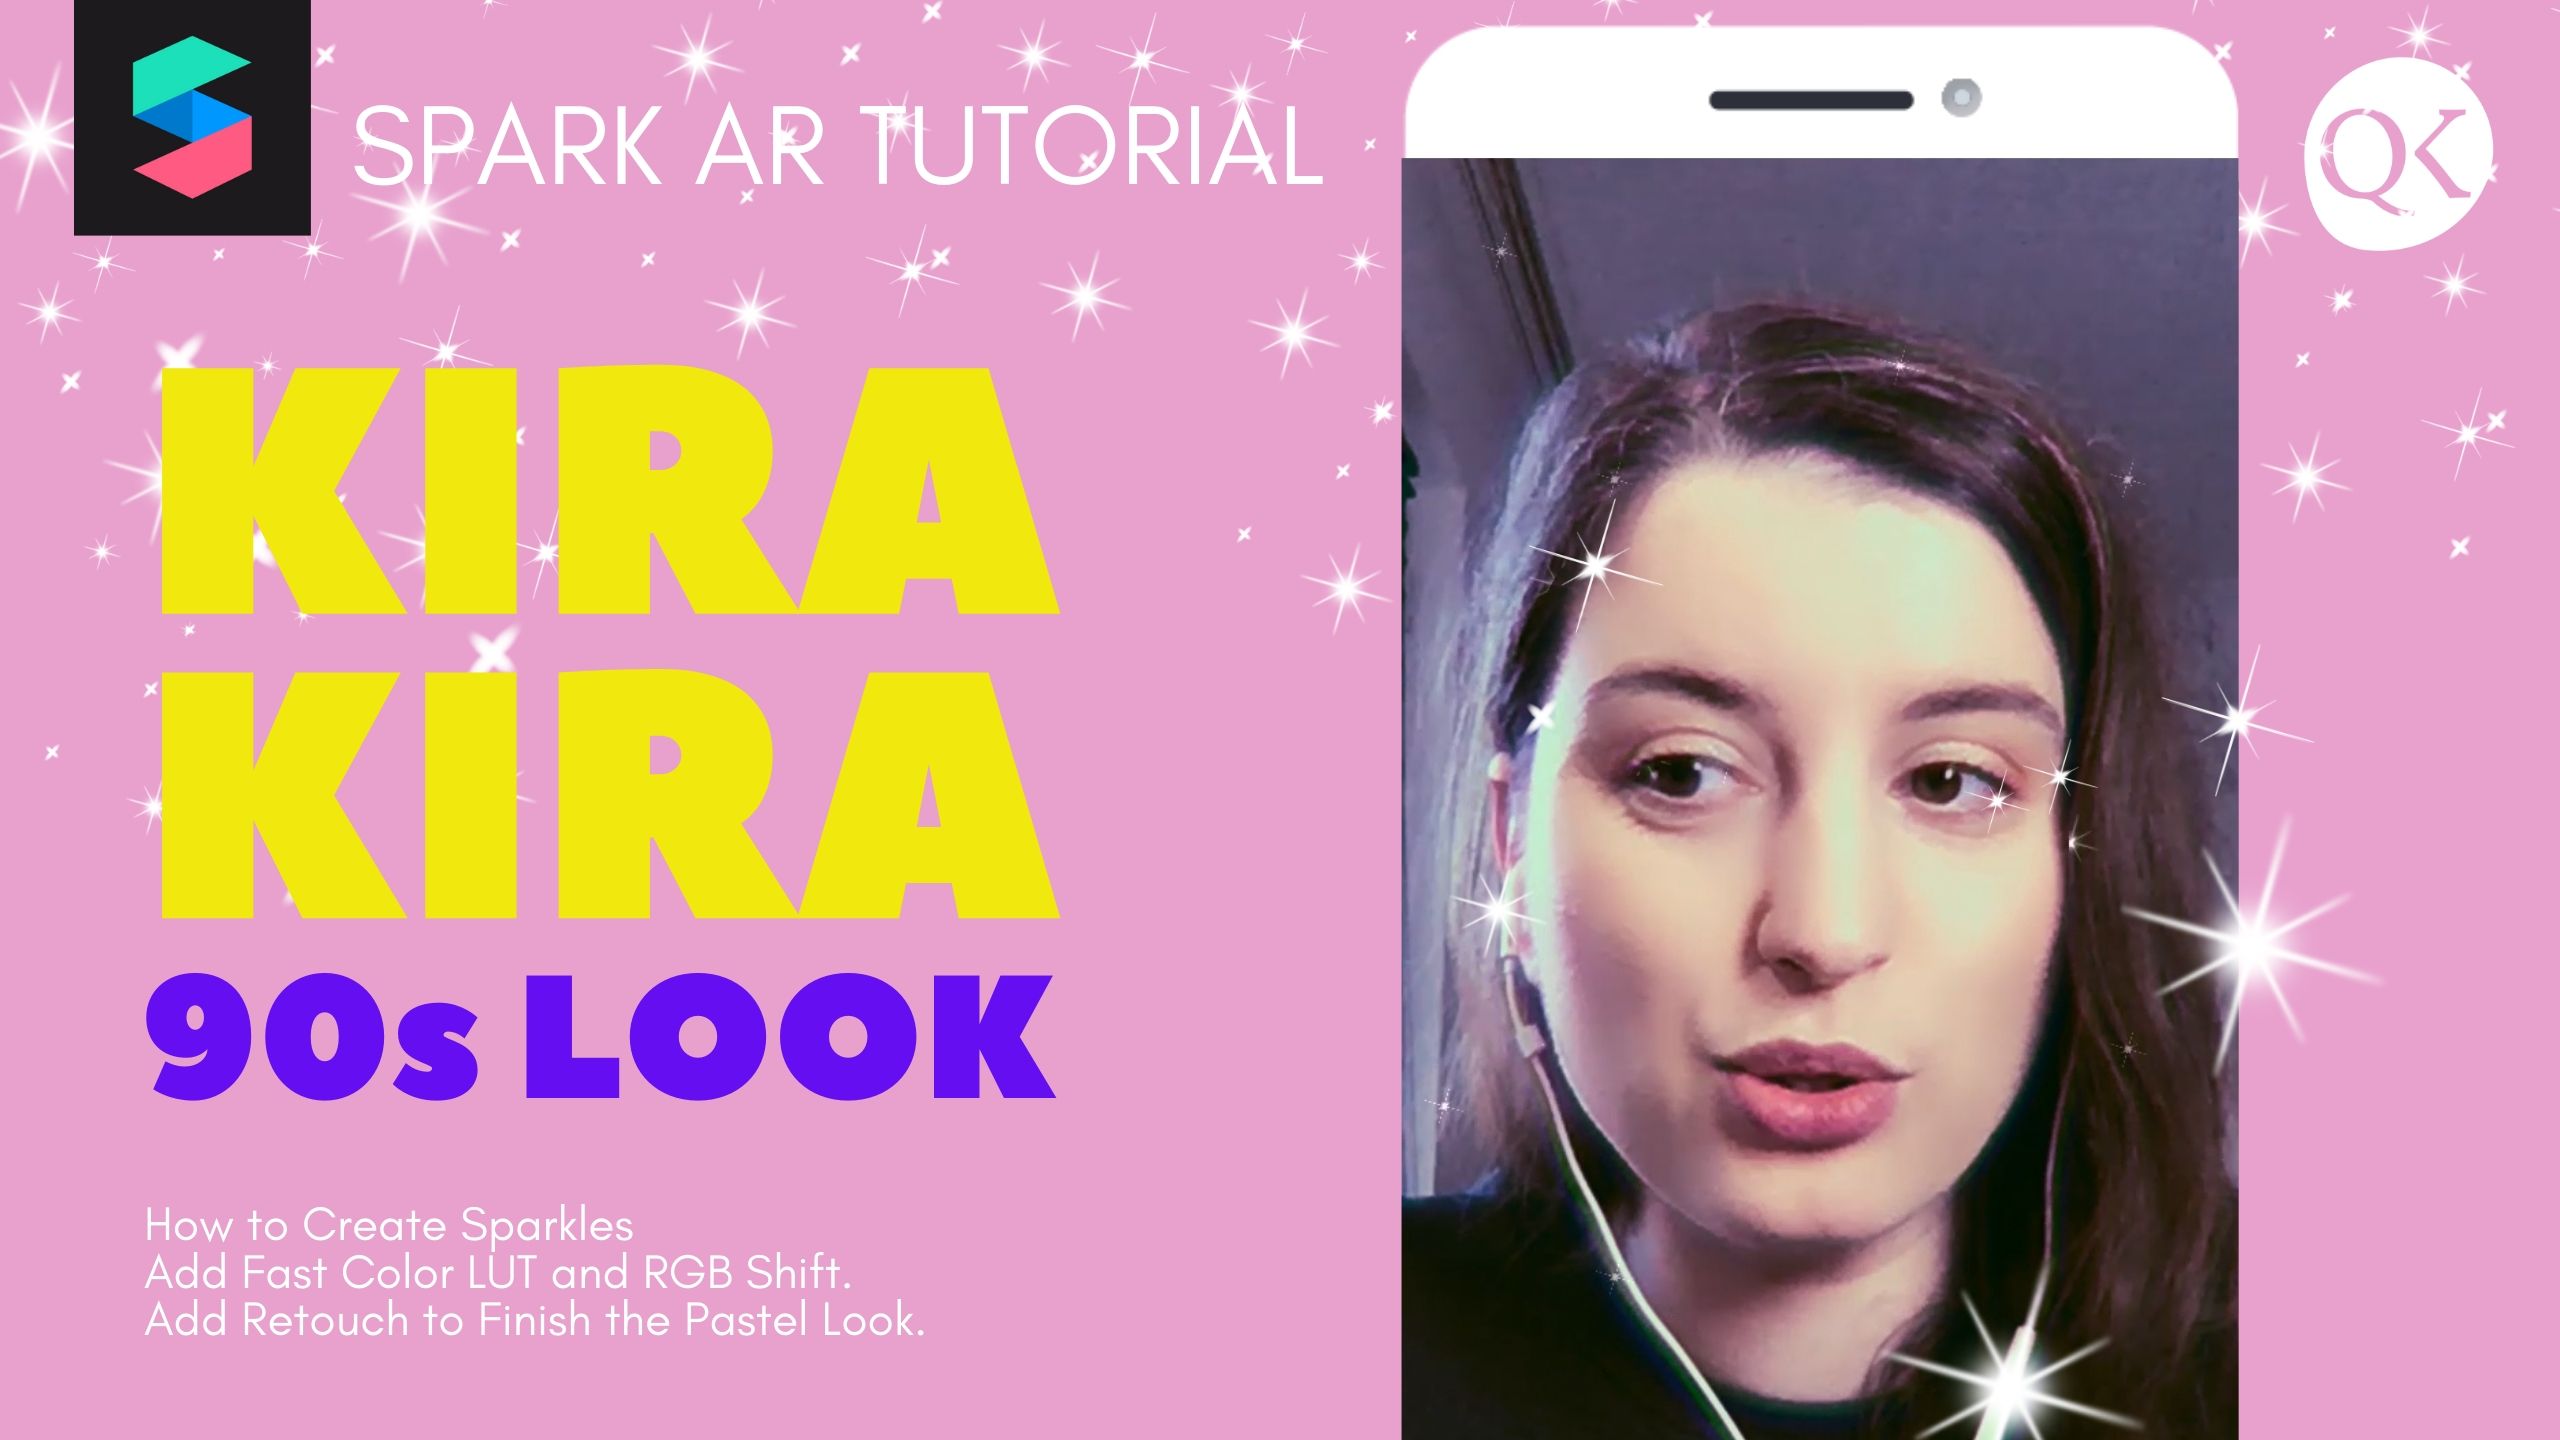 SPARK AR TUTORIAL
QK
KIRA
KIRA
90s LOOK
How to Create Sparkles
Add Fast Color LUT and RGB Shift.
Add Retouch to Finish the Pastel Look.